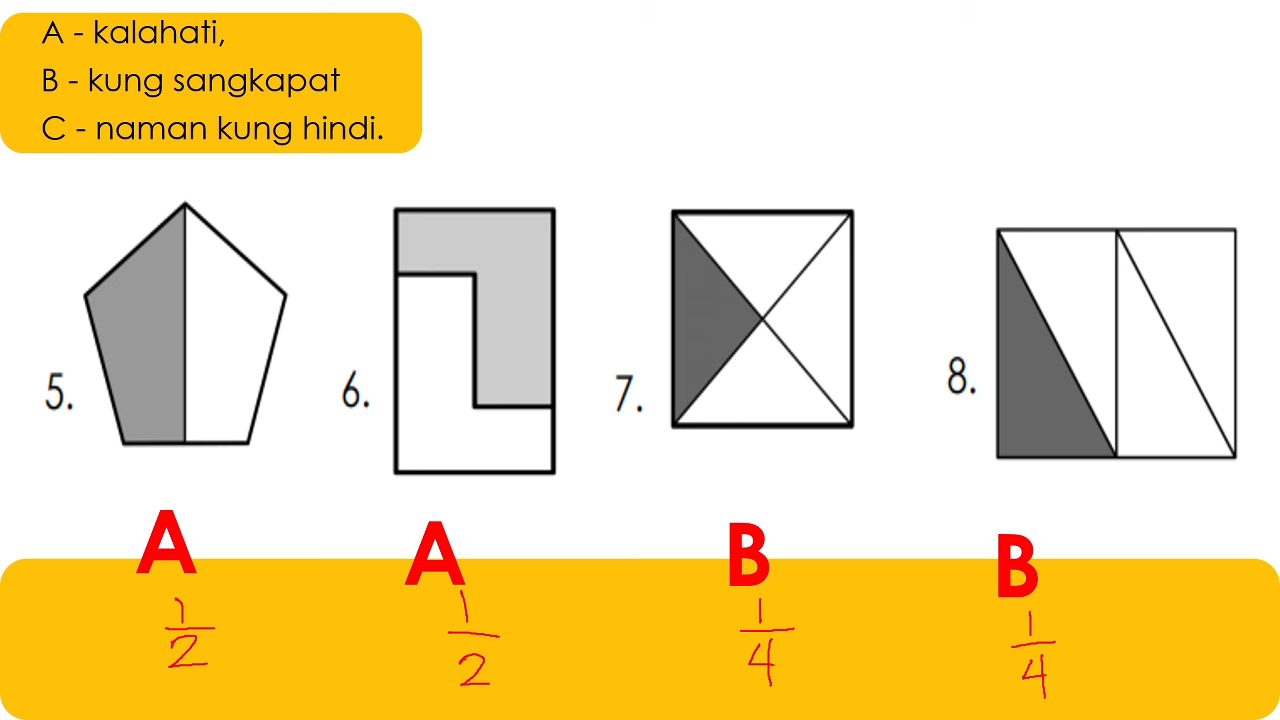 A - kalahati,
B - kung sangkapat
C - naman kung hindi.
5.
6.
7.
8.
A
A
B
B
1/2
1/2
1/4
1/4